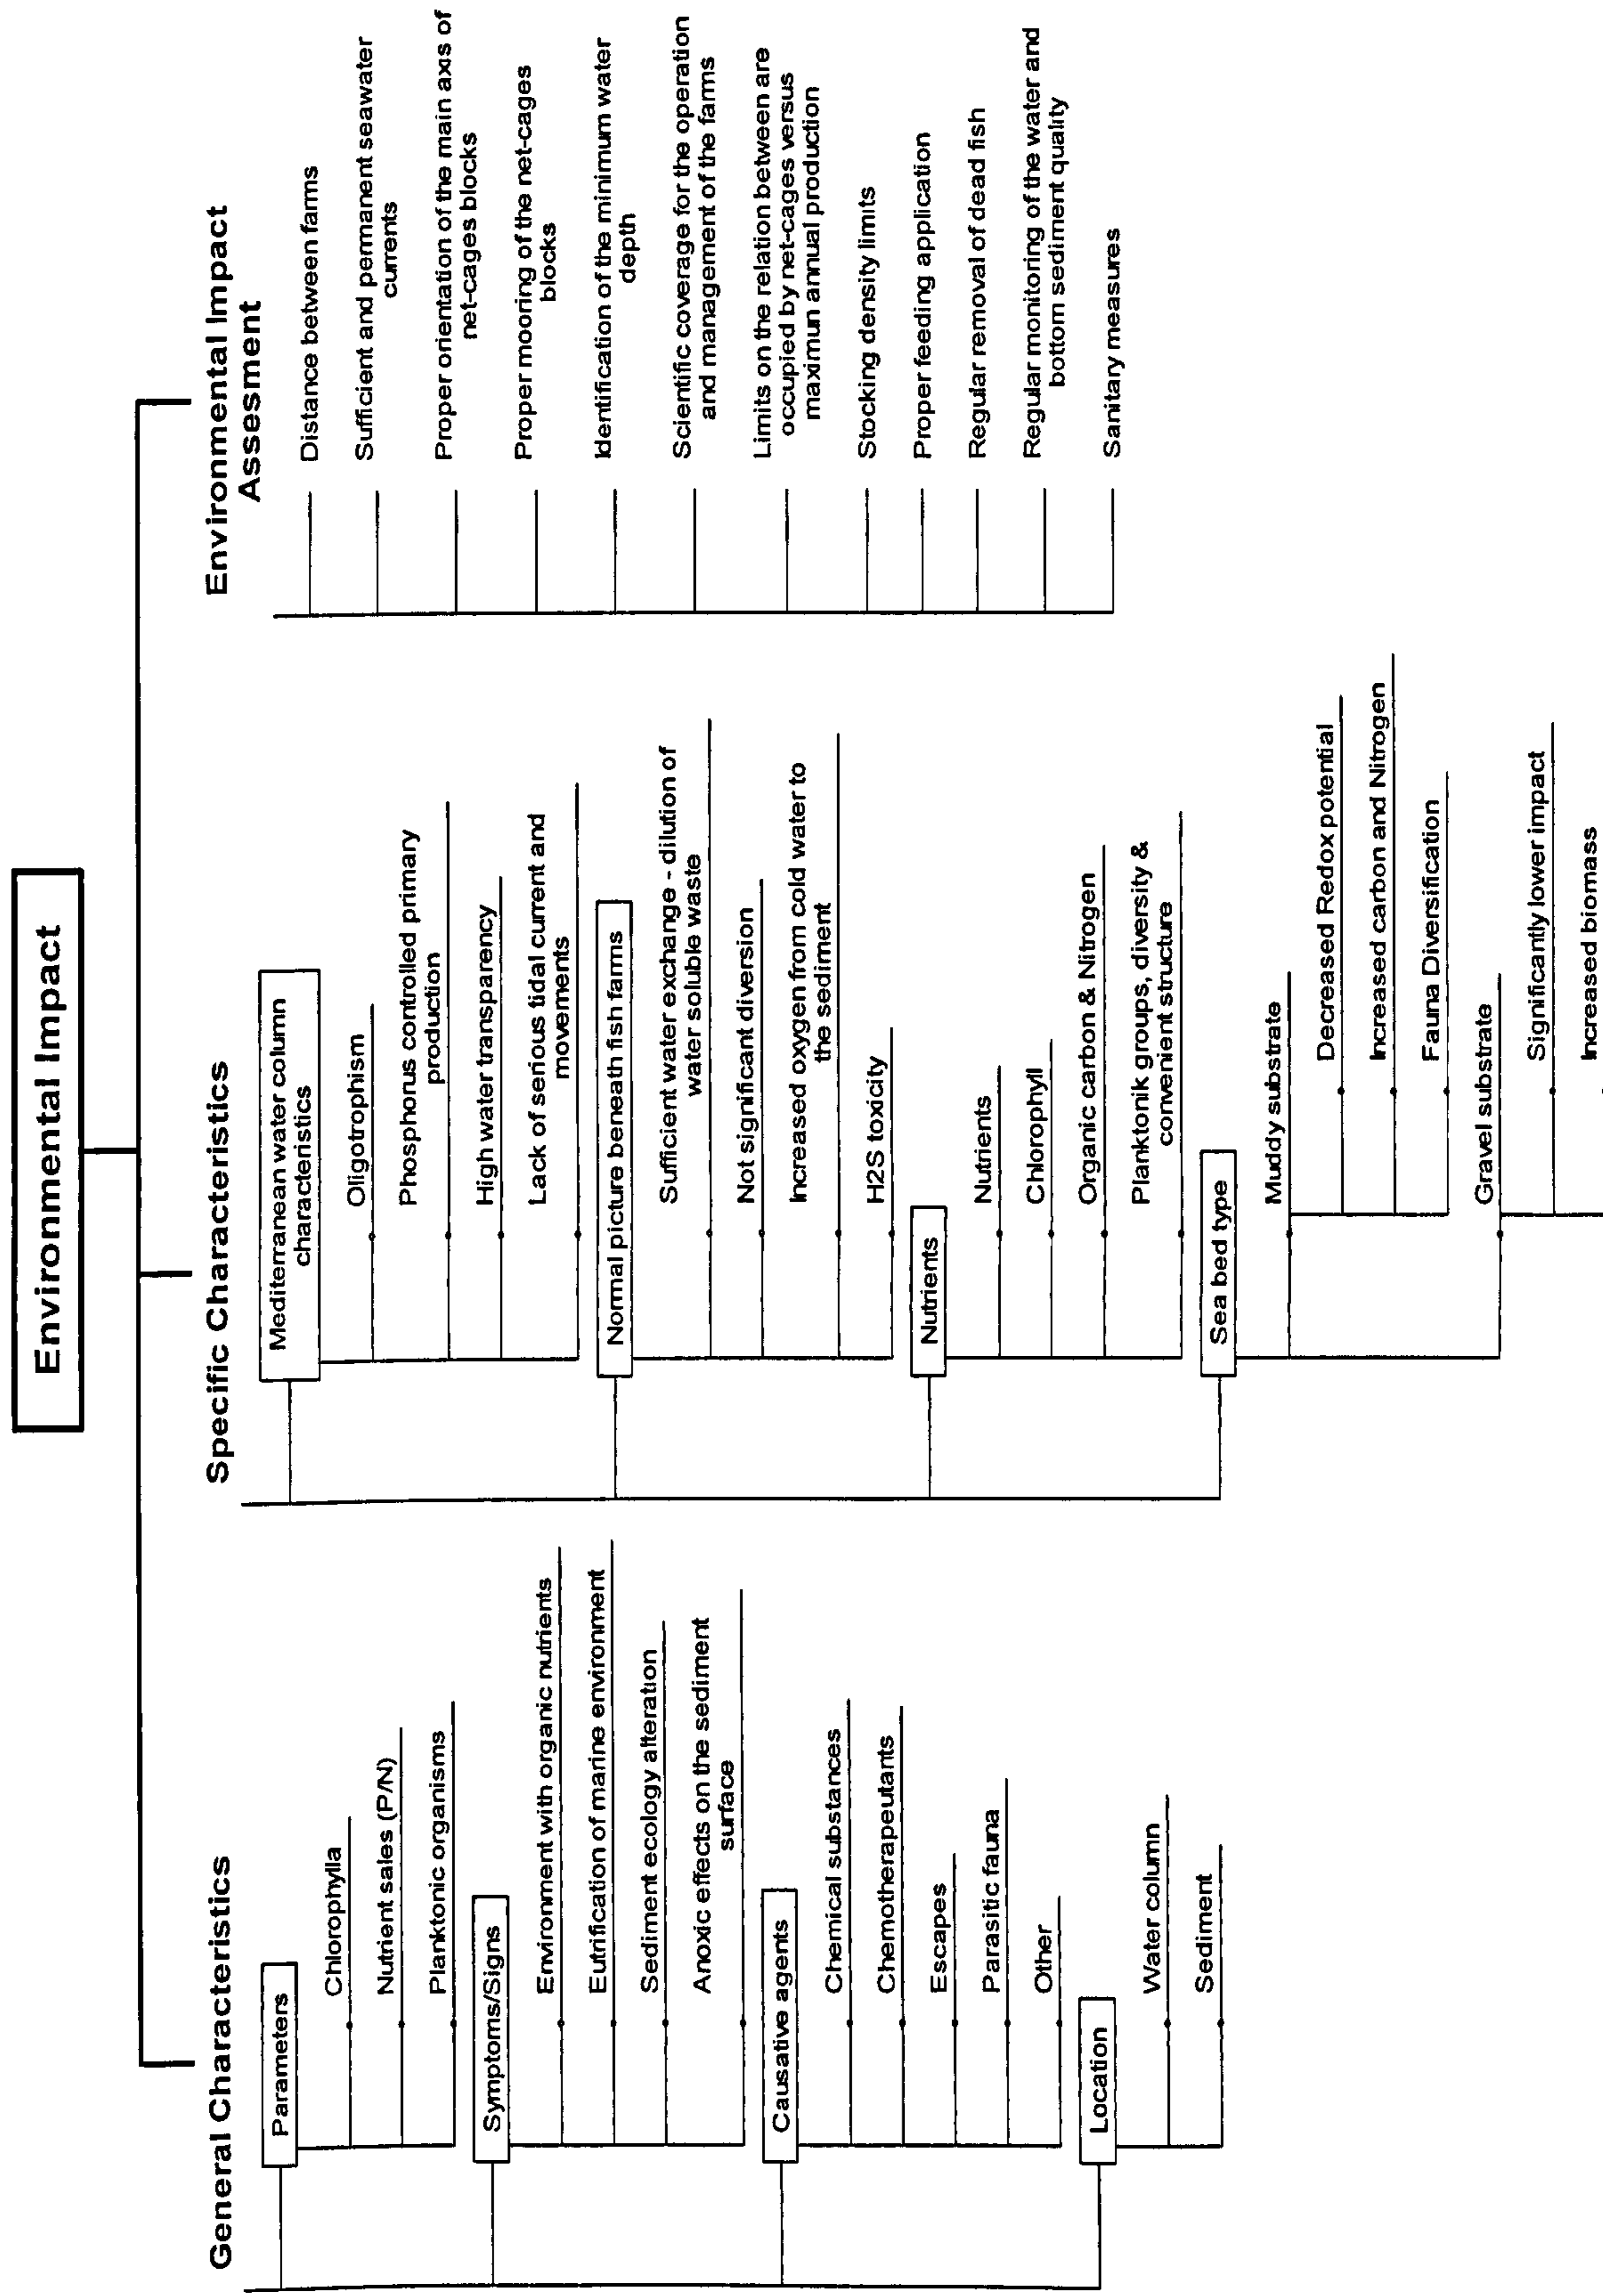 Environmental Impact
General Characteristics
Parameters
Chlorophylla
Nutrient sales (P/N)
Planktonic organisms
Symptoms/Signs
Environment with organic nutrients
Eutrification of marine environment
Sediment ecology alteration
Anoxic effects on the sediment
surface
Causative agents
Chemical substances
Chemotherapeutants
Escapes
Parasitic fauna
Other
Location
Water column
Sediment
Specific Characteristics
Mediterranean water column
characteristics
Oligotrophism
Phosphorus controlled primary
production
High water transparency
Lack of serious tidal current and
movements
Normal picture beneath fish farms
Sufficient water exchange - dilution of
water soluble waste
Not significant diversion
Increased oxygen from cold water to
the sediment
H2S toxicity
Nutrients
Nutrients
Chlorophyll
Organic carbon & Nitrogen
Planktonik groups, diversity &
convenient structure
Sea bed type
Muddy substrate
Decreased Redox potential
Increased carbon and Nitrogen
Fauna Diversification
Gravel substrate
Significantly lower impact
Increased biomass
Environmental Impact
Assesment
Distance between farms
Sufficient and permanent seawater
currents
Proper orientation of the main axis of
net-cages blocks
Proper mooring of the net-cages
blocks
Identification of the minimum water
depth
Scientific coverage for the operation
and management of the farms
Limits on the relation between are
occupied by net-cages versus
maximun annual production
Stocking density limits
Proper feeding application
Regular removal of dead fish
Regular monitoring of the water and
bottom sediment quality
Sanitary measures